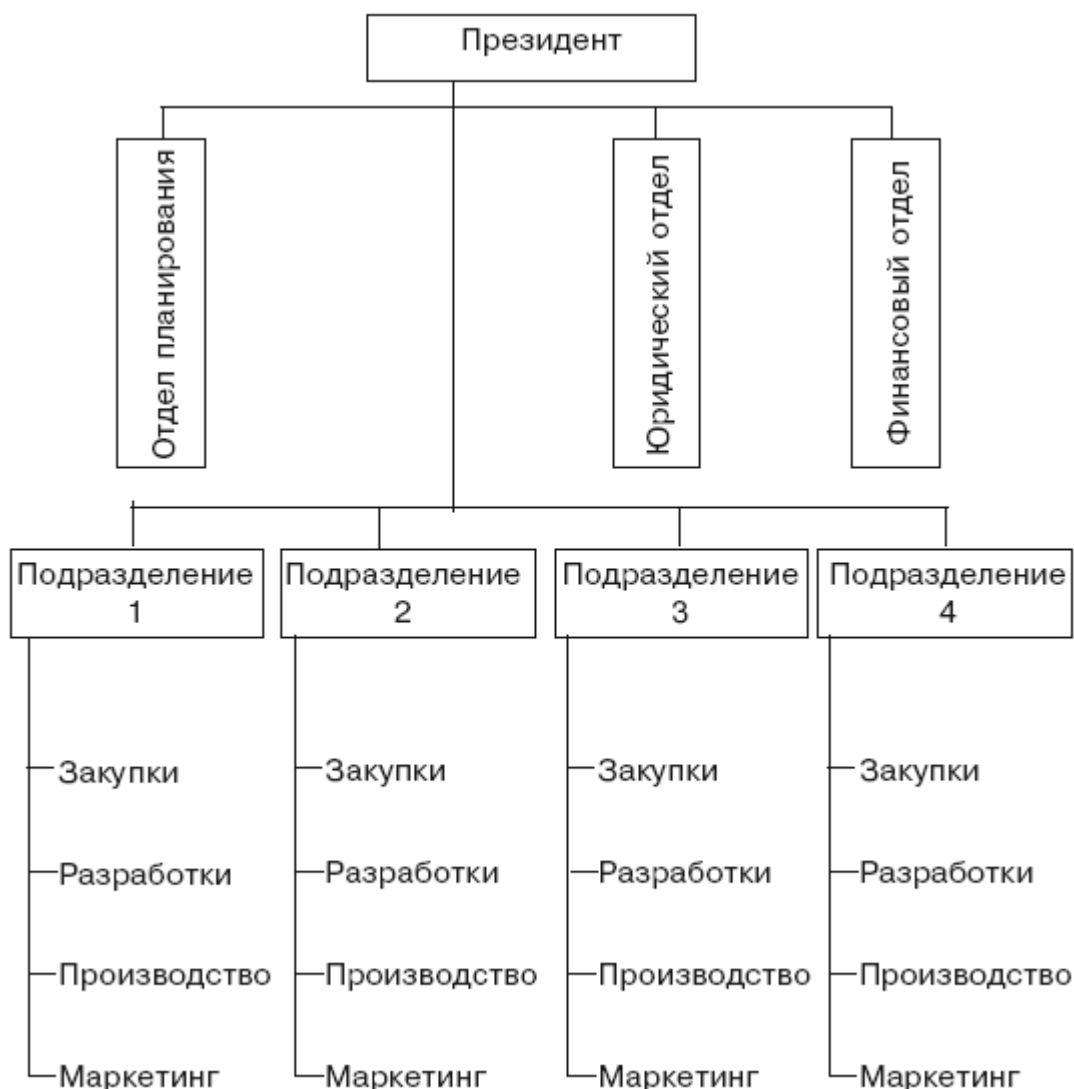 Президент
Отдел планирования
Юридический отдел
Финансовый отдел
Подразделение
1
Подразделение
2
Подразделение
3
Подразделение
4
Закупки
Закупки
Закупки
Закупки
Разработки
Разработки
Разработки
Разработки
Производство
Производство
Производство
Производство
Маркетинг
Маркетинг
Маркетинг
Маркетинг